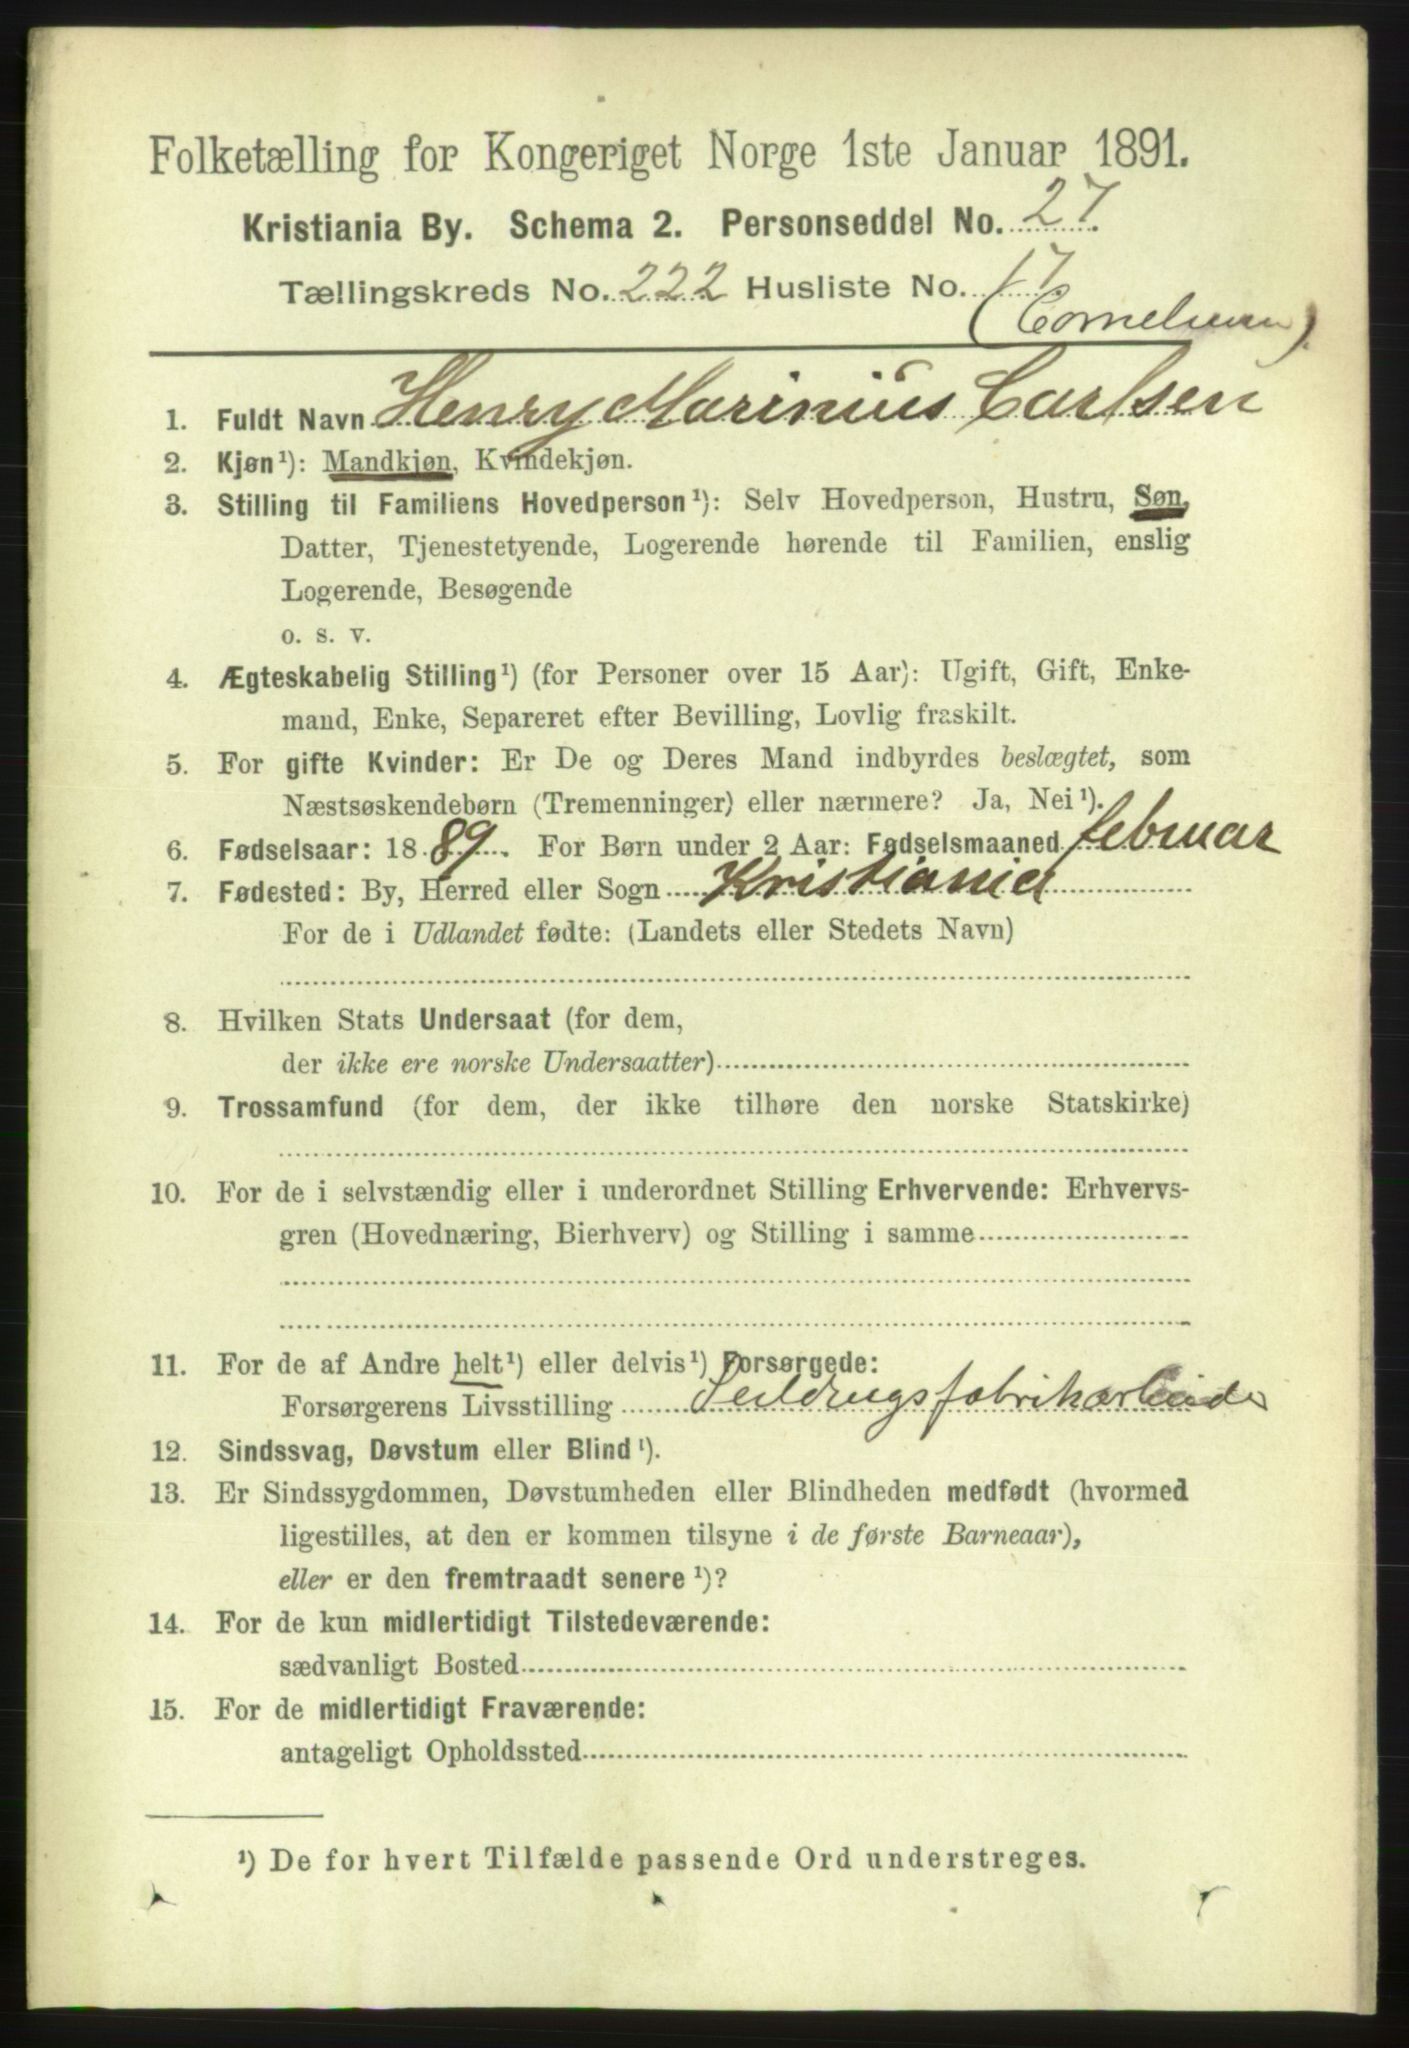 Folketælling for Kongeriget Norge 1ste Januar 1891.
Kristiania By. Schema 2. Personseddel No. 27.
Tællingskreds No. 222 Husliste No. 17
1. Fuldt Navn Henry Marinius Carlsen
2. Kjøn¹): Mandkjøn, Kvindekjøn.
3. Stilling til Familiens Hovedperson¹): Selv Hovedperson, Hustru, Søn,
Datter, Tjenestetyende, Logerende hørende til Familien, enslig
Logerende, Besøgende
o. s. v.
4. Ægteskabelig Stilling¹) (for Personer over 15 Aar): Ugift, Gift, Enke-
mand, Enke, Separeret efter Bevilling, Lovlig fraskilt.
5. For gifte Kvinder: Er De og Deres Mand indbyrdes beslægtet, som
Næstsøskendebørn (Tremenninger) eller nærmere? Ja, Nei¹).
6. Fødselsaar: 1889. For Børn under 2 Aar: Fødselsmaaned februar
7. Fødested: By, Herred eller Sogn Kristiania
For de i Udlandet fødte: (Landets eller Stedets Navn)
8. Hvilken Stats Undersaat (for dem,
der ikke ere norske Undersaatter)
9. Trossamfund (for dem, der ikke tilhøre den norske Statskirke)
10. For de i selvstændig eller i underordnet Stilling Erhvervende: Erhvervs-
gren (Hovednæring, Bierhverv) og Stilling i samme
11. For de af Andre helt¹) eller delvis¹) Forsørgede:
Forsørgerens Livsstilling Seildugsfabrikarbeider
12. Sindssvag, Døvstum eller Blind¹).
13. Er Sindssygdommen, Døvstumheden eller Blindheden medfødt (hvormed
ligestilles, at den er kommen tilsyne i de første Barneaar),
eller er den fremtraadt senere¹)?
14. For de kun midlertidigt Tilstedeværende:
sædvanligt Bosted
15. For de midlertidigt Fraværende:
antageligt Opholdssted
¹) De for hvert Tilfælde passende Ord understreges.